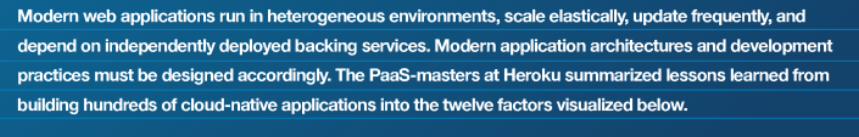 Modern web applications run in heterogeneous environments, scale elastically, update frequently, and
depend on independently deployed backing services. Modern application architectures and development
practices must be designed accordingly. The PaaS-masters at Heroku summarized lessons learned from
building hundreds of cloud-native applications into the twelve factors visualized below.